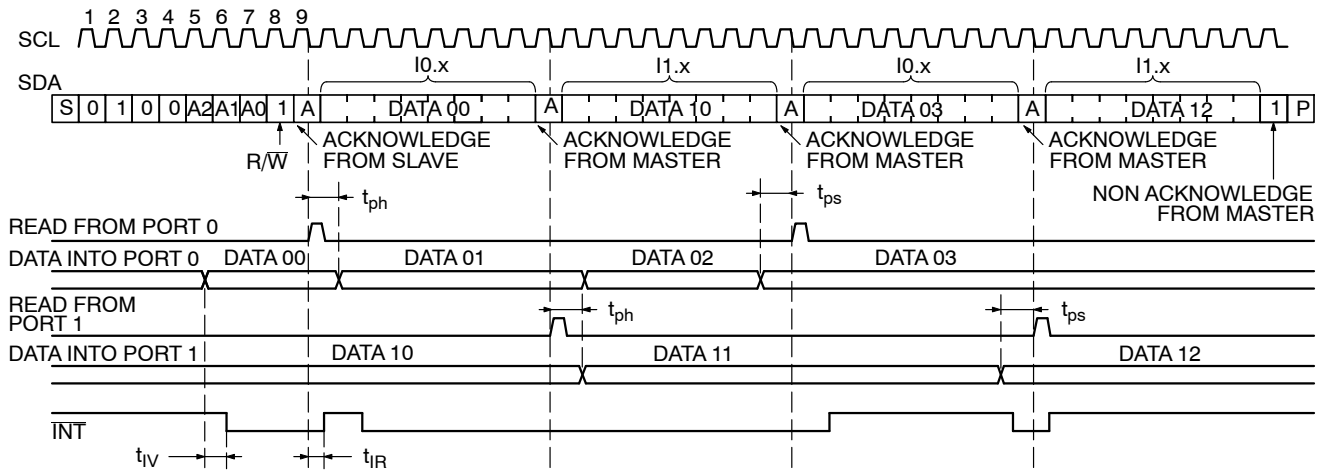 1 2 3 4 5 6 7 8 9
SCL
I0.x I1.x I0.x I1.x
SDA
S 0 1 0 0 A2 A1 A0 1 A DATA 00 A DATA 10 A DATA 03 A DATA 12 1 P
R/W̅
ACKNOWLEDGE
FROM SLAVE
ACKNOWLEDGE
FROM MASTER
ACKNOWLEDGE
FROM MASTER
ACKNOWLEDGE
FROM MASTER
NON ACKNOWLEDGE
FROM MASTER
tph
tps
READ FROM PORT 0
DATA INTO PORT 0 DATA 00 DATA 01 DATA 02 DATA 03
READ FROM
PORT 1
tph
tps
DATA INTO PORT 1 DATA 10 DATA 11 DATA 12
I̅N̅T̅
tIV
tIR